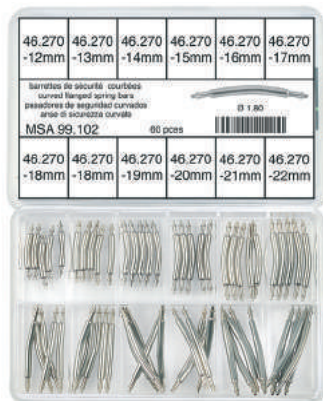 46.270 46.270 46.270 46.270 46.270 46.270
-12mm -13mm -14mm -15mm -16mm -17mm
barrettes de sécurité courbées
curved flanged spring bars
pasadores de seguridad curvados
anse di sicurezza curvate
Ø 1.80
MSA 99.102 60 pces
46.270 46.270 46.270 46.270 46.270 46.270
-18mm -18mm -19mm -20mm -21mm -22mm